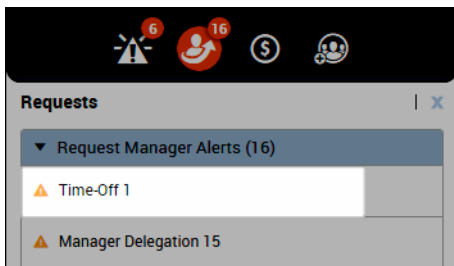 6
16
Requests
X
Request Manager Alerts (16)
Time-Off 1
Manager Delegation 15